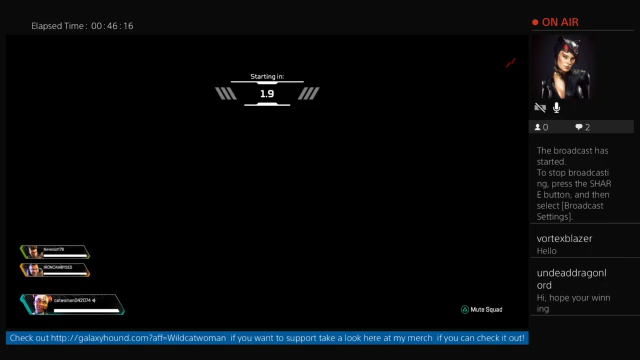 Elapsed Time : 00:46:16
ON AIR
Starting in:
1.9
0
2
The broadcast has
started.
To stop broadcasti
ng, press the SHAR
E button, and then
select [Broadcast
Settings].
vortexblazer
Hello
undeaddragonl
ord
Hi, hope your winn
ing
catwoman042074
Mute Squad
Check out http://galaxyhound.com?aff=Wildcatwoman if you want to support take a look here at my merch if you can check it out!